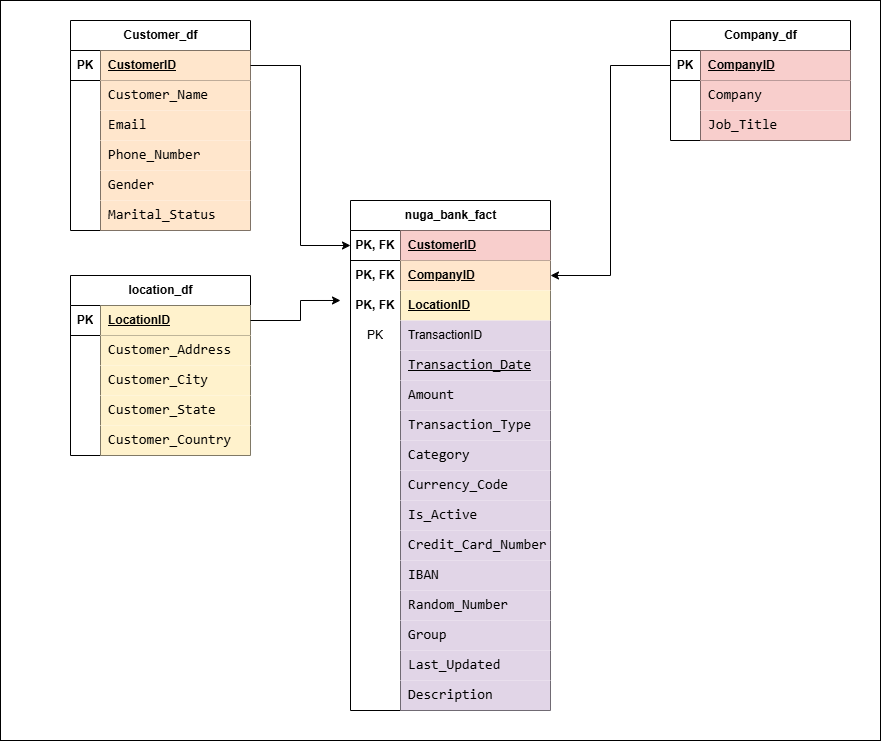 Customer_df
PK CustomerID
Customer_Name
Email
Phone_Number
Gender
Marital_Status
Company_df
PK CompanyID
Company
Job_Title
location_df
PK LocationID
Customer_Address
Customer_City
Customer_State
Customer_Country
nuga_bank_fact
PK, FK CustomerID
PK, FK CompanyID
PK, FK LocationID
PK TransactionID
Transaction_Date
Amount
Transaction_Type
Category
Currency_Code
Is_Active
Credit_Card_Number
IBAN
Random_Number
Group
Last_Updated
Description